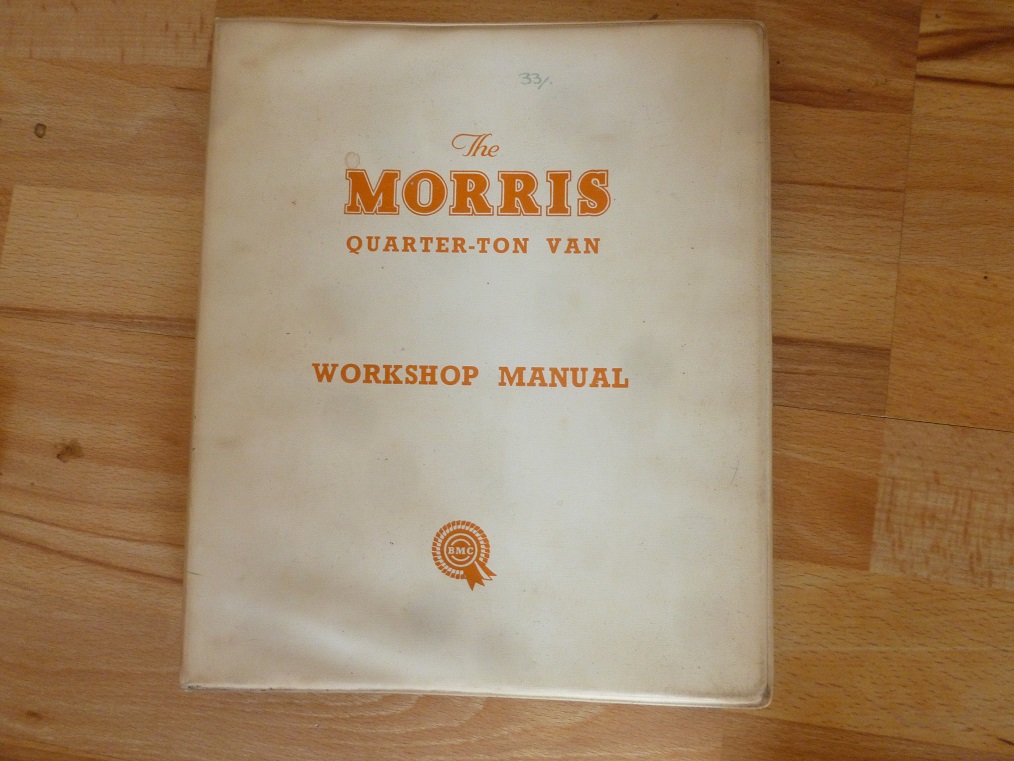 33/.
The
MORRIS
QUARTER-TON VAN
WORKSHOP MANUAL
BMC